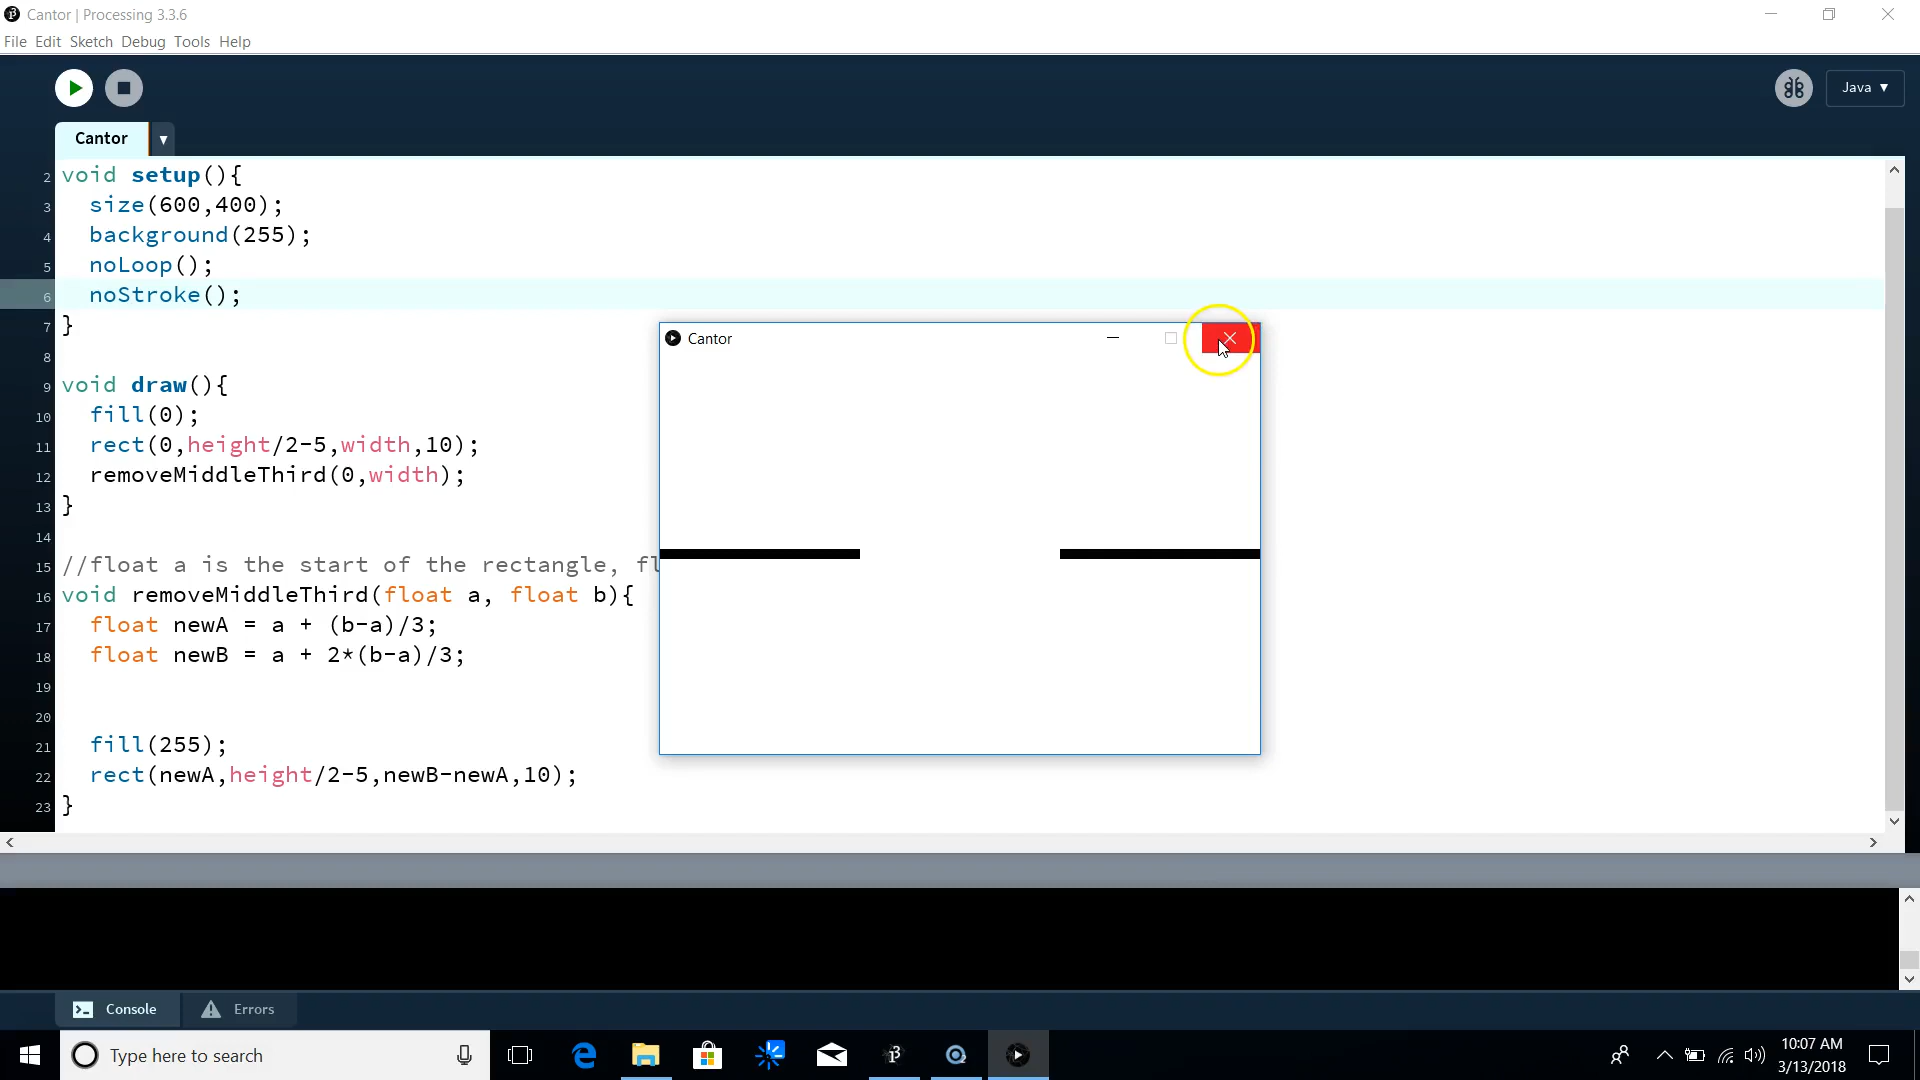 Cantor | Processing 3.3.6
File Edit Sketch Debug Tools Help
Java ▼
Cantor ▼
2 void setup(){
3 size(600,400);
4 background(255);
5 noLoop();
6 noStroke();
7 }
8
9 void draw(){
10 fill(0);
11 rect(0,height/2-5,width,10);
12 removeMiddleThird(0,width);
13 }
14
15 //float a is the start of the rectangle, fl
16 void removeMiddleThird(float a, float b){
17 float newA = a + (b-a)/3;
18 float newB = a + 2*(b-a)/3;
19
20
21 fill(255);
22 rect(newA,height/2-5,newB-newA,10);
23 }
Cantor
Console
Errors
Type here to search
10:07 AM
3/13/2018